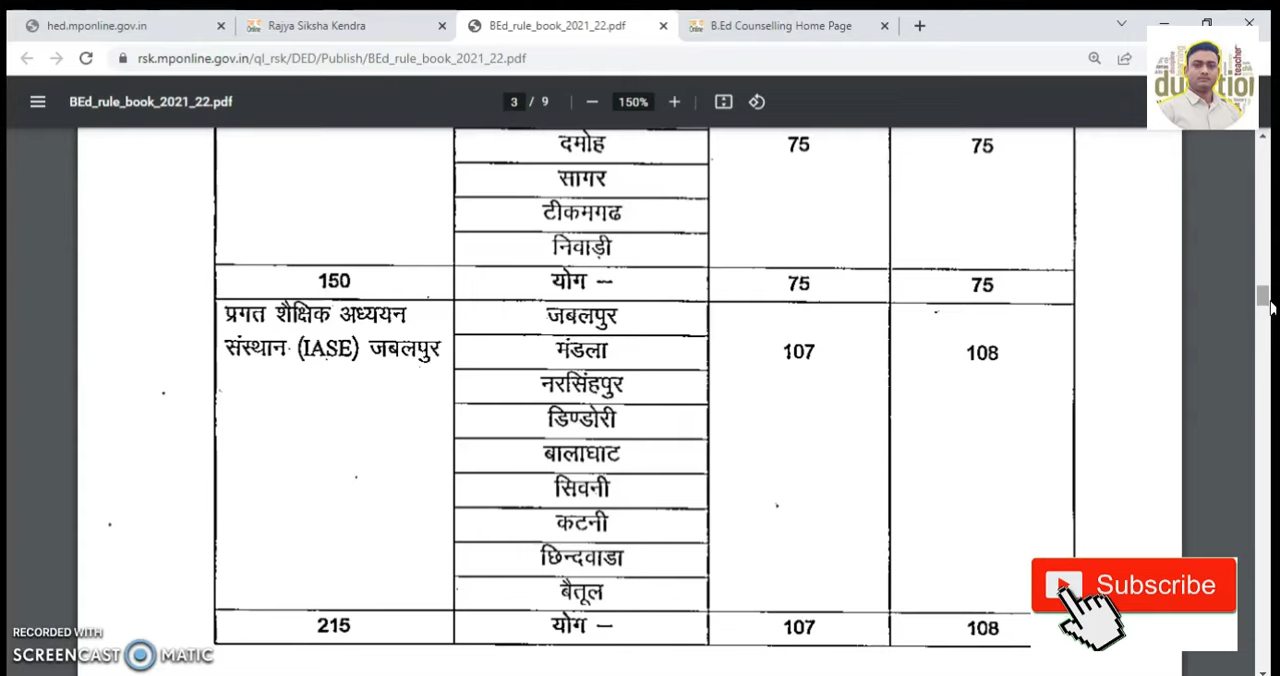 hed.mponline.gov.in
Rajya Siksha Kendra
BEd_rule_book_2021_22.pdf
B.Ed Counselling Home Page
rsk.mponline.gov.in/ql_rsk/DED/Publish/BEd_rule_book_2021_22.pdf
BEd_rule_book_2021_22.pdf
3 / 9
150%
दमोह 75 75
सागर
टीकमगढ
निवाड़ी
150 योग – 75 75
प्रगत शैक्षिक अध्ययन जबलपुर
संस्थान (IASE) जबलपुर मंडला 107 108
नरसिंहपुर
डिण्डोरी
बालाघाट
सिवनी
कटनी
छिन्दवाडा
बैतूल
215 योग – 107 108
Subscribe
RECORDED WITH
SCREENCAST MATIC